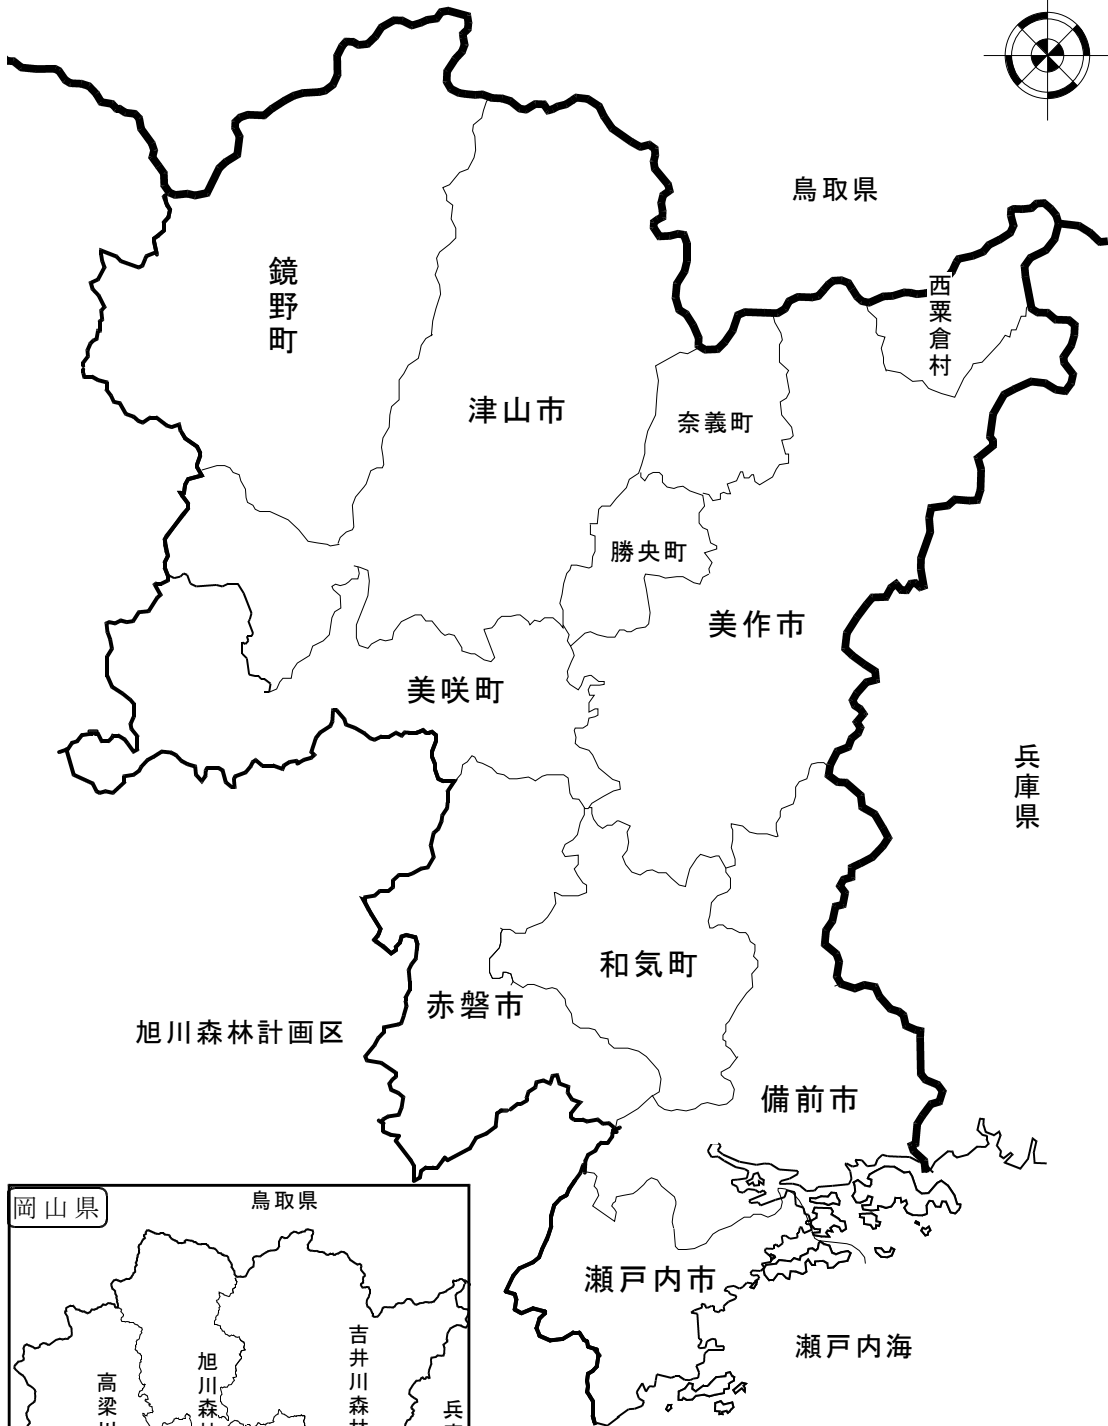 鳥取県
鏡野町
西粟倉村
津山市
奈義町
勝央町
美作市
美咲町
兵庫県
和気町
赤磐市
旭川森林計画区
備前市
岡山県
鳥取県
瀬戸内市
瀬戸内海
吉井川森林
旭川森林
高梁川
兵